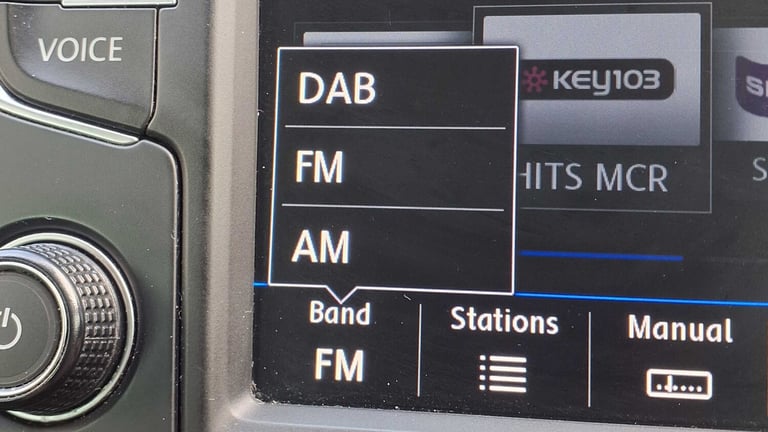 VOICE
DAB
FM
AM
KEY103
HITS MCR
Band
FM
Stations
Manual